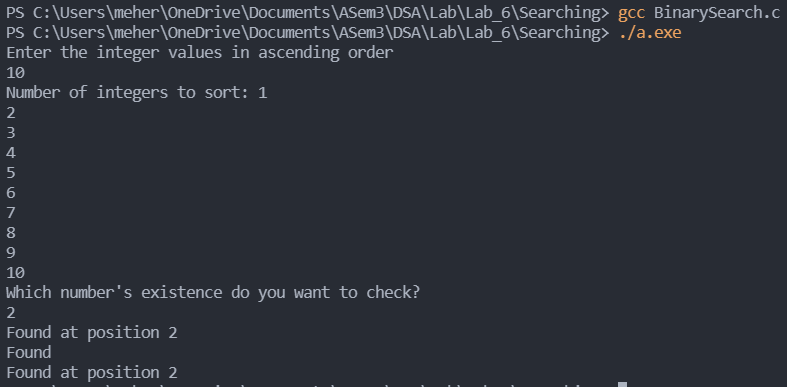 PS C:\Users\meher\OneDrive\Documents\ASem3\DSA\Lab\Lab_6\Searching> gcc BinarySearch.c
PS C:\Users\meher\OneDrive\Documents\ASem3\DSA\Lab\Lab_6\Searching> ./a.exe
Enter the integer values in ascending order
10
Number of integers to sort: 1
2
3
4
5
6
7
8
9
10
Which number's existence do you want to check?
2
Found at position 2
Found
Found at position 2